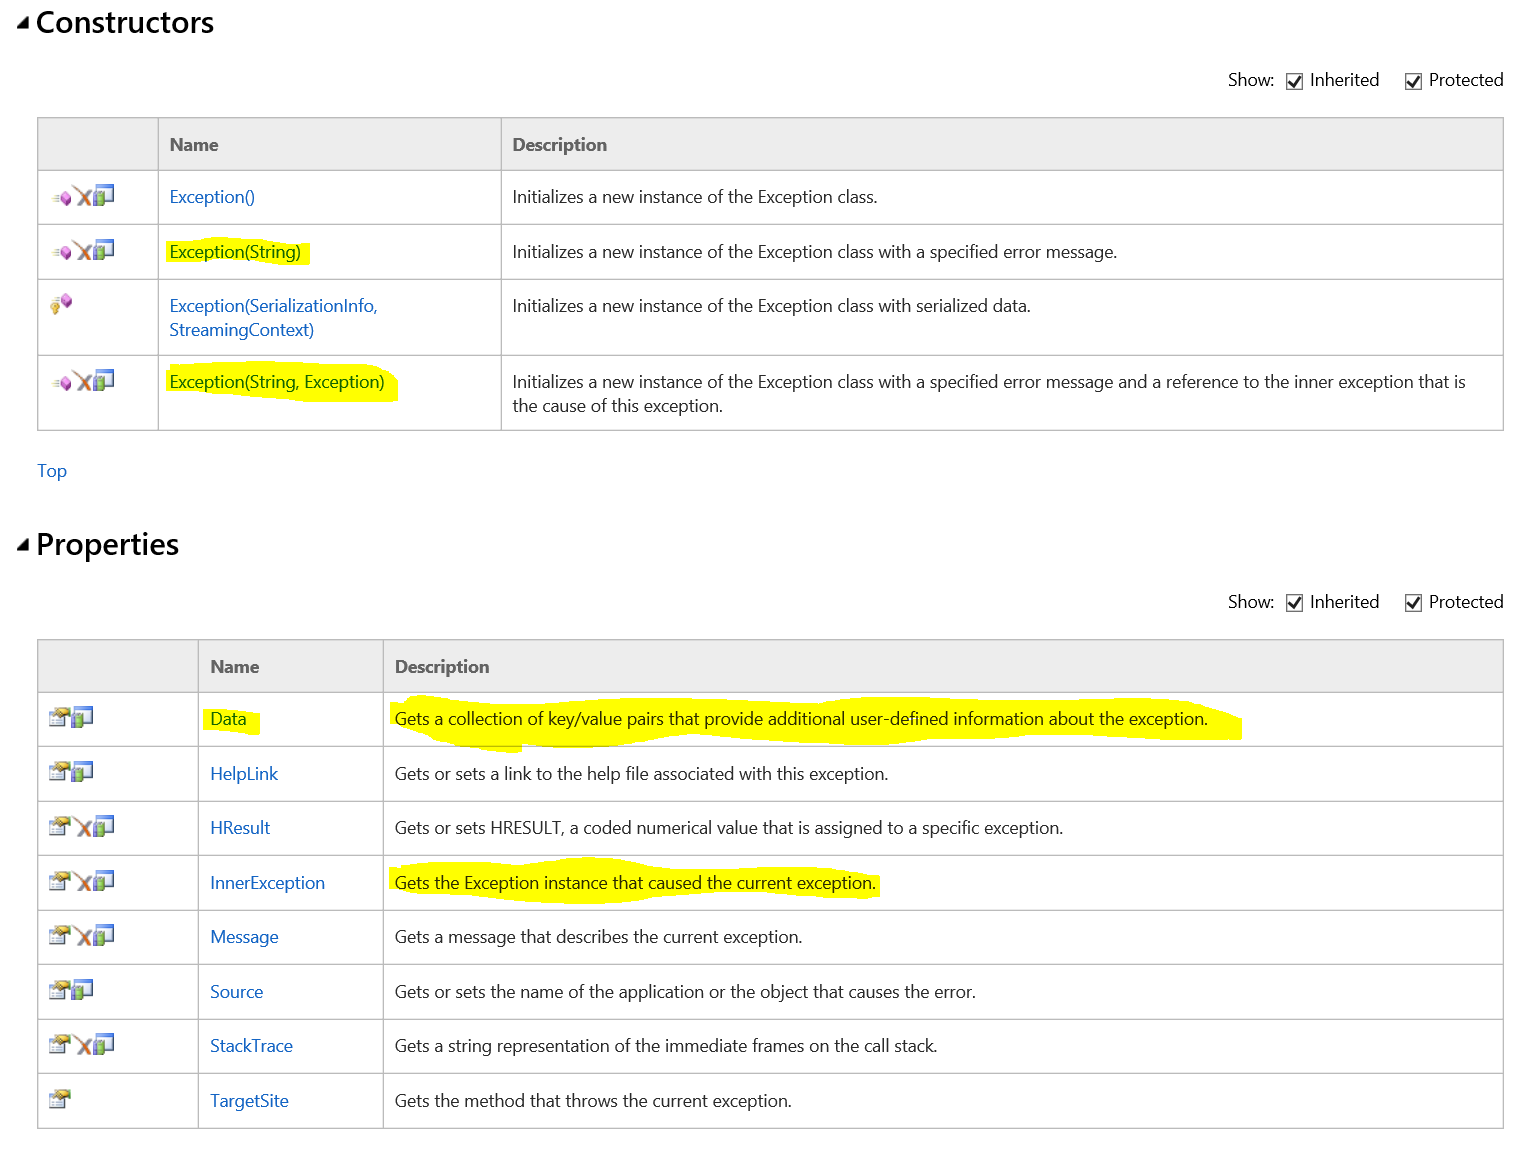 Constructors
Show: Inherited Protected
Name Description
Exception() Initializes a new instance of the Exception class.
Exception(String) Initializes a new instance of the Exception class with a specified error message.
Exception(SerializationInfo, Initializes a new instance of the Exception class with serialized data.
StreamingContext)
Exception(String, Exception) Initializes a new instance of the Exception class with a specified error message and a reference to the inner exception that is
the cause of this exception.
Top
Properties
Show: Inherited Protected
Name Description
Data Gets a collection of key/value pairs that provide additional user-defined information about the exception.
HelpLink Gets or sets a link to the help file associated with this exception.
HResult Gets or sets HRESULT, a coded numerical value that is assigned to a specific exception.
InnerException Gets the Exception instance that caused the current exception.
Message Gets a message that describes the current exception.
Source Gets or sets the name of the application or the object that causes the error.
StackTrace Gets a string representation of the immediate frames on the call stack.
TargetSite Gets the method that throws the current exception.